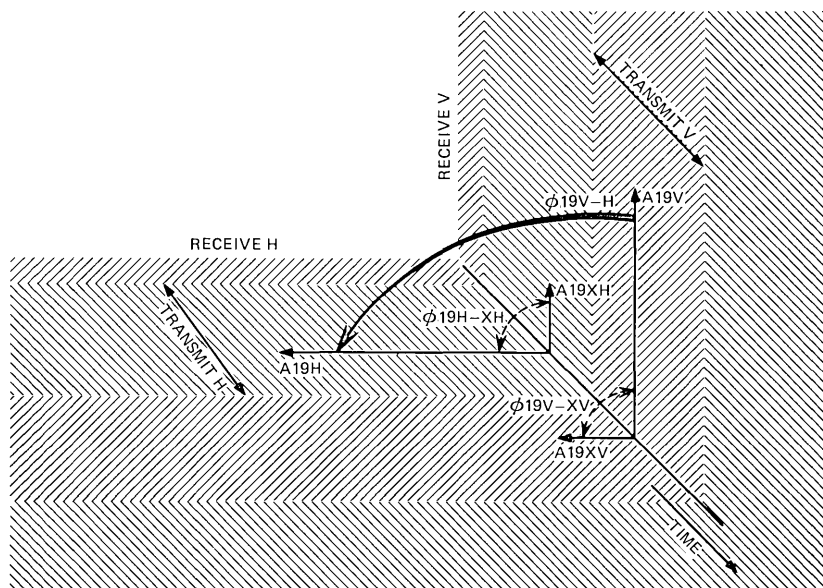 TRANSMIT V
RECEIVE V
ϕ19V–H
A19V
RECEIVE H
TRANSMIT H
A19XH
ϕ19H–XH
A19H
ϕ19V–XV
A19XV
TIME